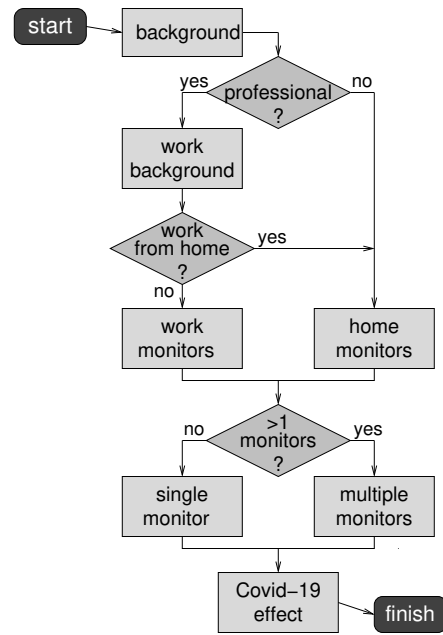 start
background
yes
professional
?
no
work
background
work
from home
?
yes
no
work
monitors
home
monitors
no
>1
monitors
?
yes
single
monitor
multiple
monitors
Covid–19
effect
finish